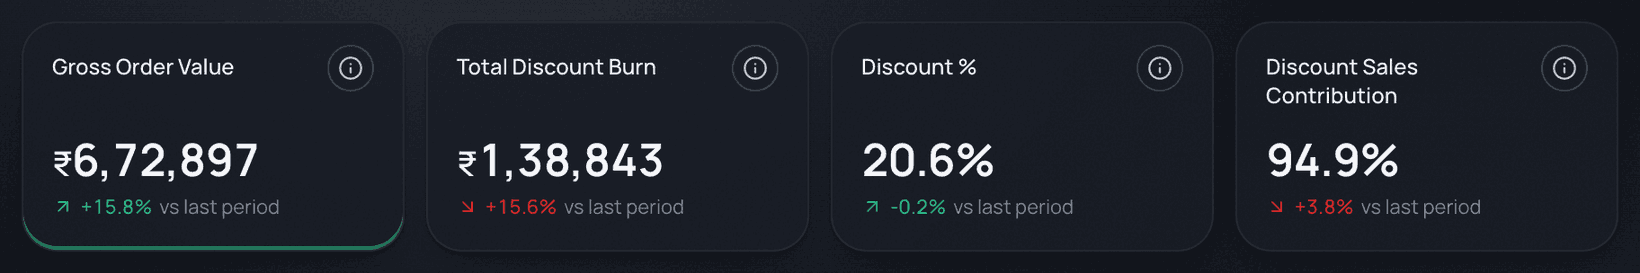 Gross Order Value
₹6,72,897
+15.8% vs last period
Total Discount Burn
₹1,38,843
+15.6% vs last period
Discount %
20.6%
-0.2% vs last period
Discount Sales
Contribution
94.9%
+3.8% vs last period